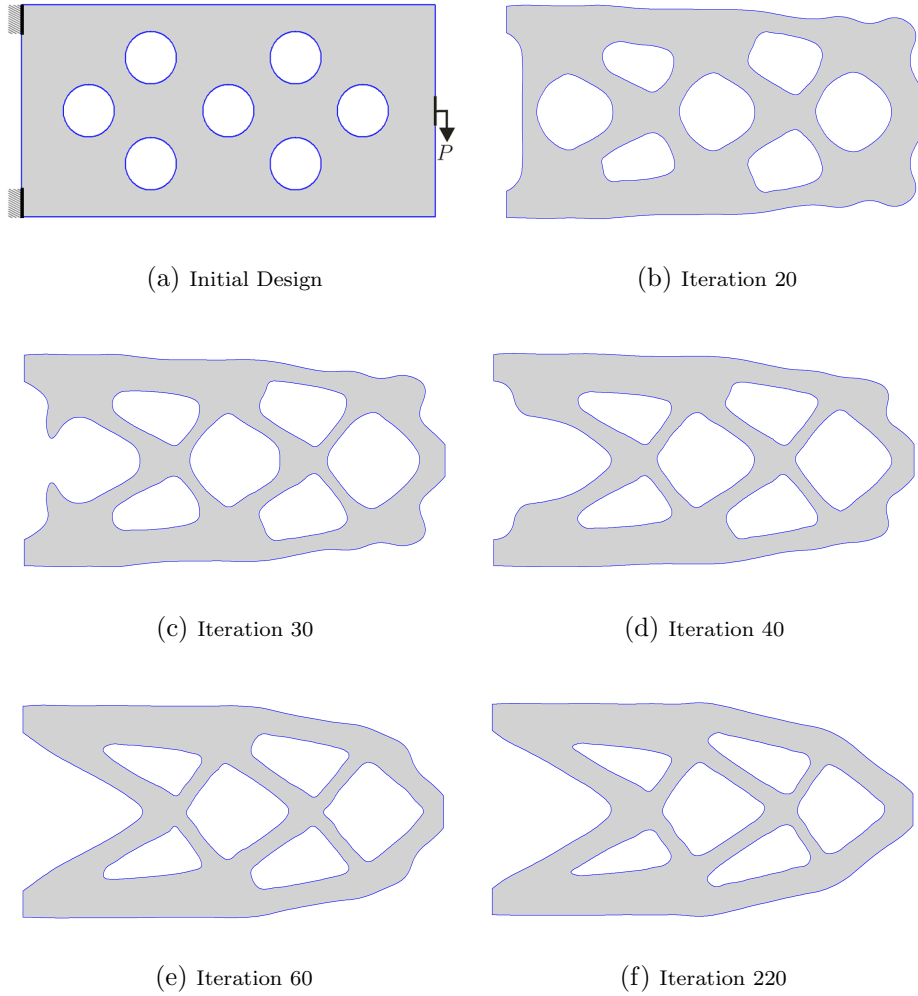 P
(a) Initial Design
(b) Iteration 20
(c) Iteration 30
(d) Iteration 40
(e) Iteration 60
(f) Iteration 220